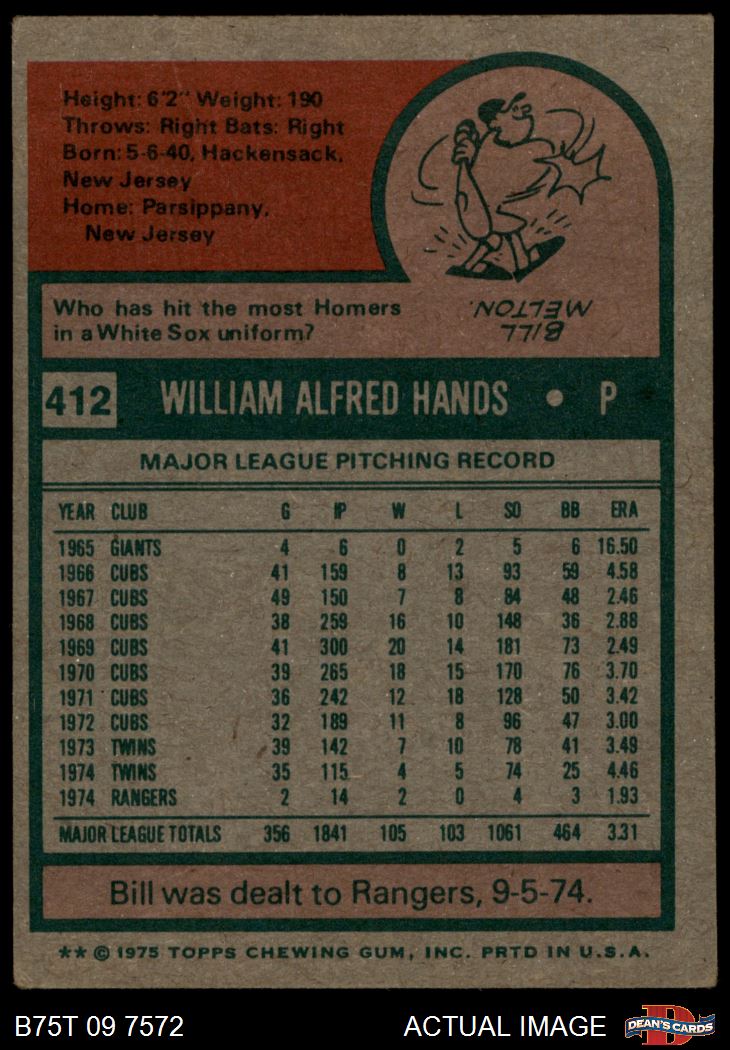 Height: 6'2" Weight: 190
Throws: Right Bats: Right
Born: 5-6-40, Hackensack,
New Jersey
Home: Parsippany,
New Jersey
Who has hit the most Homers
in a White Sox uniform?
BILL
MELTON.
412 WILLIAM ALFRED HANDS • P
MAJOR LEAGUE PITCHING RECORD
YEAR CLUB G IP W L SO BB ERA
1965 GIANTS 4 6 0 2 5 6 16.50
1966 CUBS 41 159 8 13 93 59 4.58
1967 CUBS 49 150 7 8 84 48 2.46
1968 CUBS 38 259 16 10 148 36 2.88
1969 CUBS 41 300 20 14 181 73 2.49
1970 CUBS 39 265 18 15 170 76 3.70
1971 CUBS 36 242 12 18 128 50 3.42
1972 CUBS 32 189 11 8 96 47 3.00
1973 TWINS 39 142 7 10 78 41 3.49
1974 TWINS 35 115 4 5 74 25 4.46
1974 RANGERS 2 14 2 0 4 3 1.93
MAJOR LEAGUE TOTALS 356 1841 105 103 1061 464 3.31
Bill was dealt to Rangers, 9-5-74.
** © 1975 TOPPS CHEWING GUM, INC. PRTD IN U.S.A.
B75T 09 7572 ACTUAL IMAGE D DEAN'S CARDS